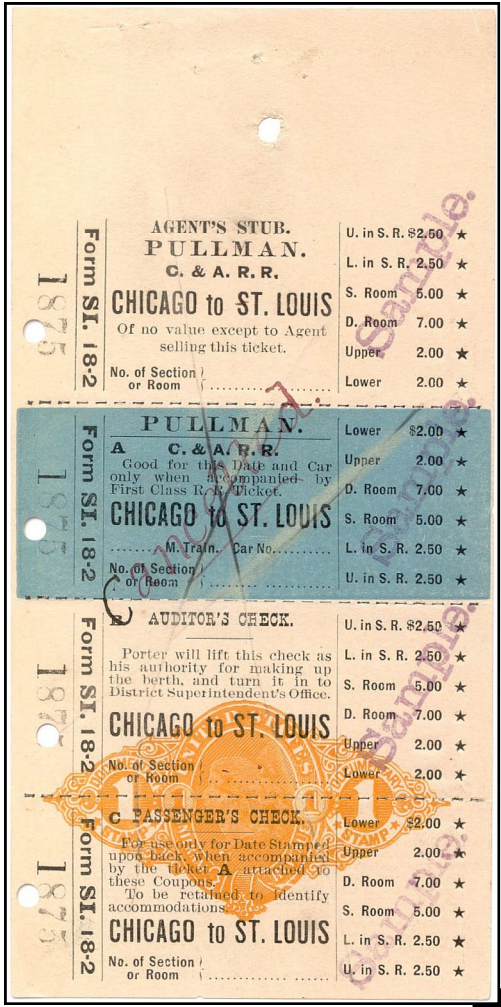 AGENT'S STUB.
PULLMAN.
C. & A. R. R.
CHICAGO to ST. LOUIS
Of no value except to Agent
selling this ticket.
No. of Section
or Room
U. in S. R. $2.50 ★
L. in S. R. 2.50 ★
S. Room 5.00 ★
D. Room 7.00 ★
Upper 2.00 ★
Lower 2.00 ★
Form SI. 18-2
1875
Sample.
PULLMAN.
A C. & A. R. R.
Good for this Date and Car
only when accompanied by
First Class R. R. Ticket.
CHICAGO to ST. LOUIS
........M. Train. Car No..........
No. of Section
or Room
Lower $2.00 ★
Upper 2.00 ★
D. Room 7.00 ★
S. Room 5.00 ★
L. in S. R. 2.50 ★
U. in S. R. 2.50 ★
Form SI. 18-2
1875
Sample.
Canceled.
B AUDITOR'S CHECK.
Porter will lift this check as
his authority for making up
the berth, and turn it in to
District Superintendent's Office.
CHICAGO to ST. LOUIS
No. of Section
or Room
U. in S. R. $2.50 ★
L. in S. R. 2.50 ★
S. Room 5.00 ★
D. Room 7.00 ★
Upper 2.00 ★
Lower 2.00 ★
Form SI. 18-2
1875
Sample.
1 1
STAMP STAMP
C PASSENGER'S CHECK.
For use only for Date Stamped
upon back, when accompanied
by the ticket A attached to
these Coupons.
To be retained to identify
accommodations.
CHICAGO to ST. LOUIS
No. of Section
or Room
Lower $2.00 ★
Upper 2.00 ★
D. Room 7.00 ★
S. Room 5.00 ★
L. in S. R. 2.50 ★
U. in S. R. 2.50 ★
Form SI. 18-2
1875
Sample.